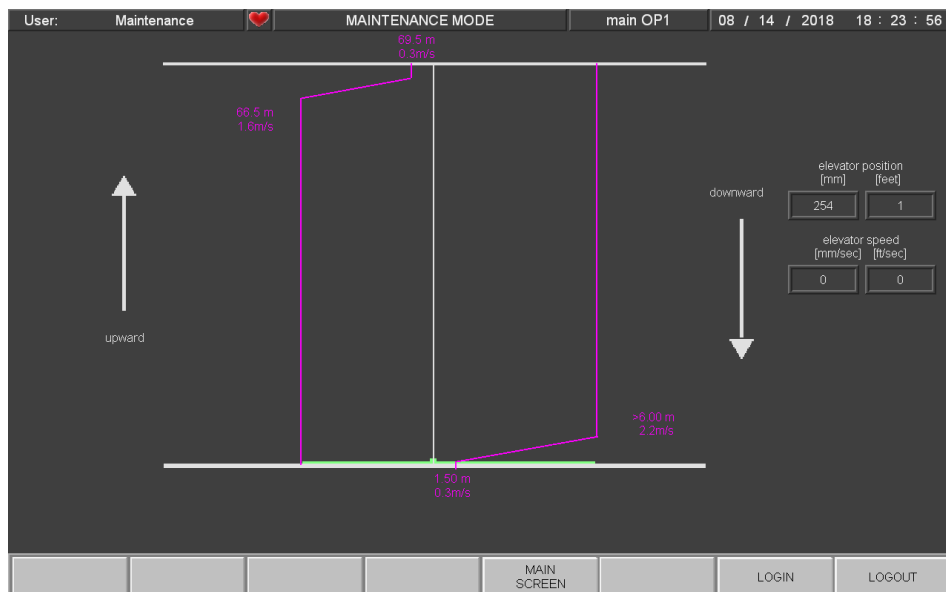 User: Maintenance MAINTENANCE MODE main OP1 08 / 14 / 2018 18 : 23 : 56
69.5 m
0.3m/s
66.5 m
1.6m/s
upward
downward
elevator position
[mm] [feet]
254 1
elevator speed
[mm/sec] [ft/sec]
0 0
>6.00 m
2.2m/s
1.50 m
0.3m/s
MAIN
SCREEN
LOGIN
LOGOUT